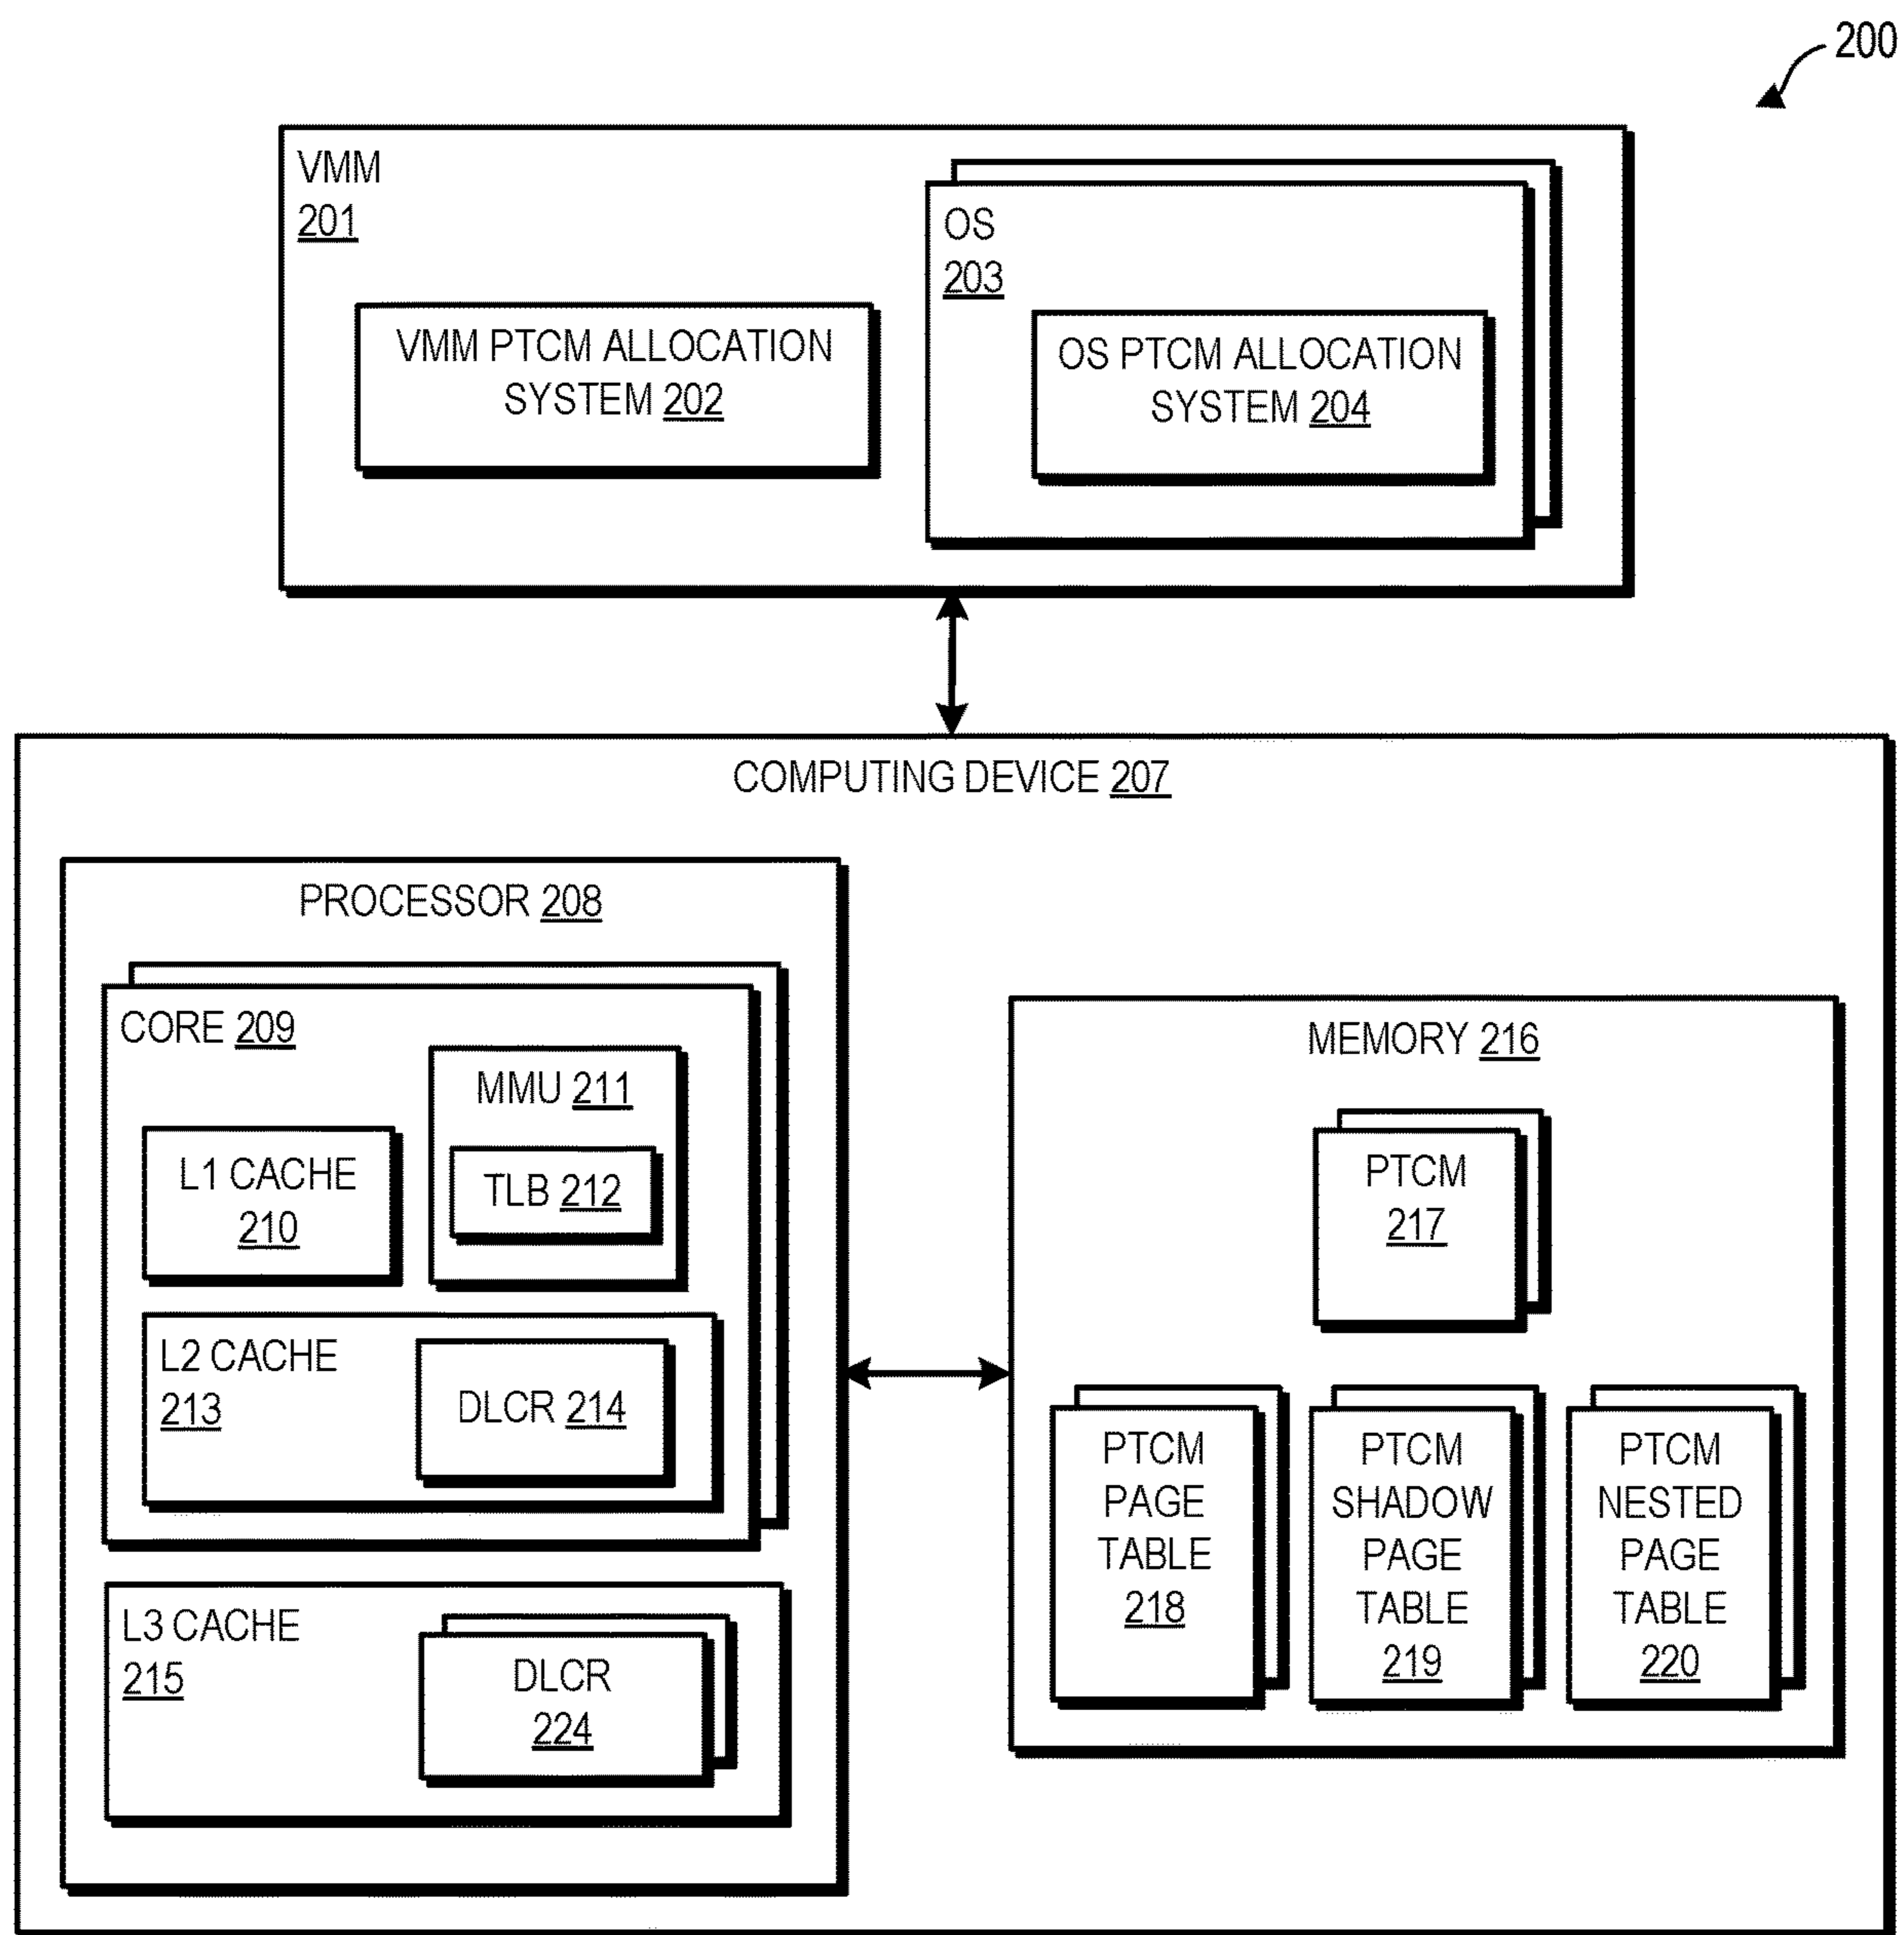 200
VMM
201
OS
203
VMM PTCM ALLOCATION
SYSTEM 202
OS PTCM ALLOCATION
SYSTEM 204
COMPUTING DEVICE 207
PROCESSOR 208
CORE 209
MMU 211
TLB 212
L1 CACHE
210
L2 CACHE
213
DLCR 214
L3 CACHE
215
DLCR
224
MEMORY 216
PTCM
217
PTCM
PAGE
TABLE
218
PTCM
SHADOW
PAGE
TABLE
219
PTCM
NESTED
PAGE
TABLE
220